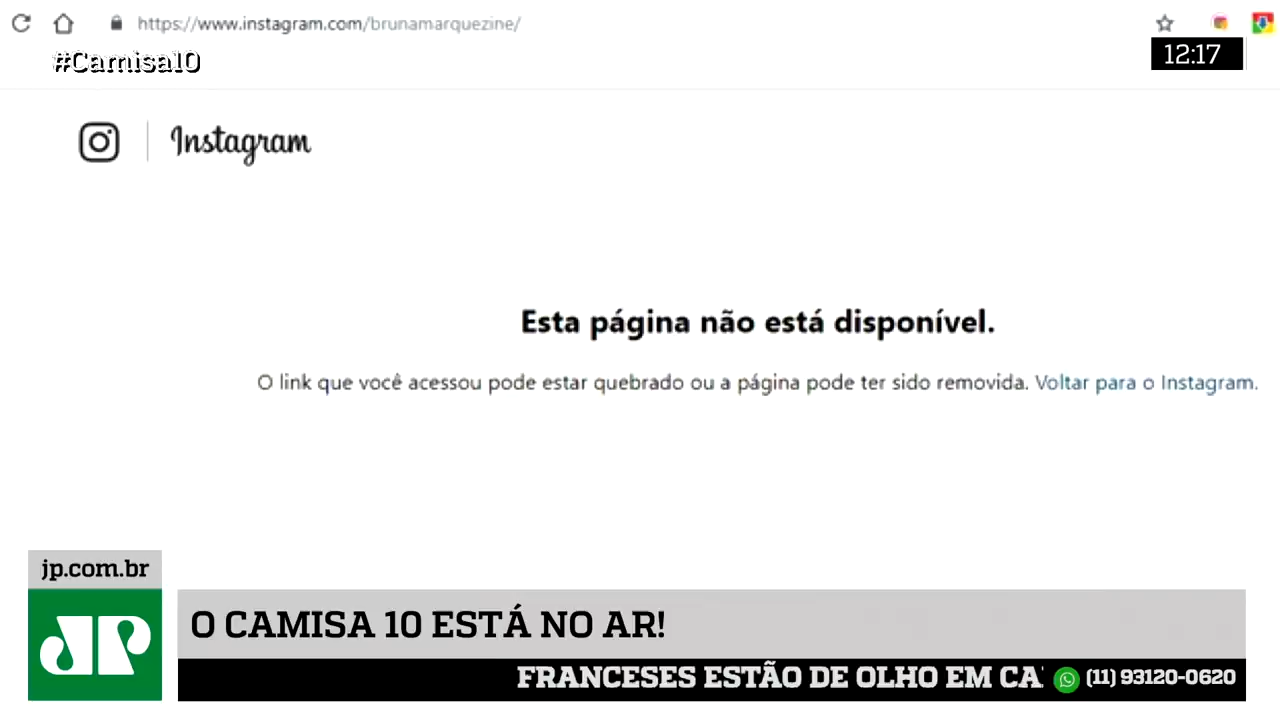 https://www.instagram.com/brunamarquezine/
#Camisa10
12:17
Instagram
Esta página não está disponível.
O link que você acessou pode estar quebrado ou a página pode ter sido removida. Voltar para o Instagram.
jp.com.br
JP
O CAMISA 10 ESTÁ NO AR!
FRANCESES ESTÃO DE OLHO EM
(11) 93120-0620